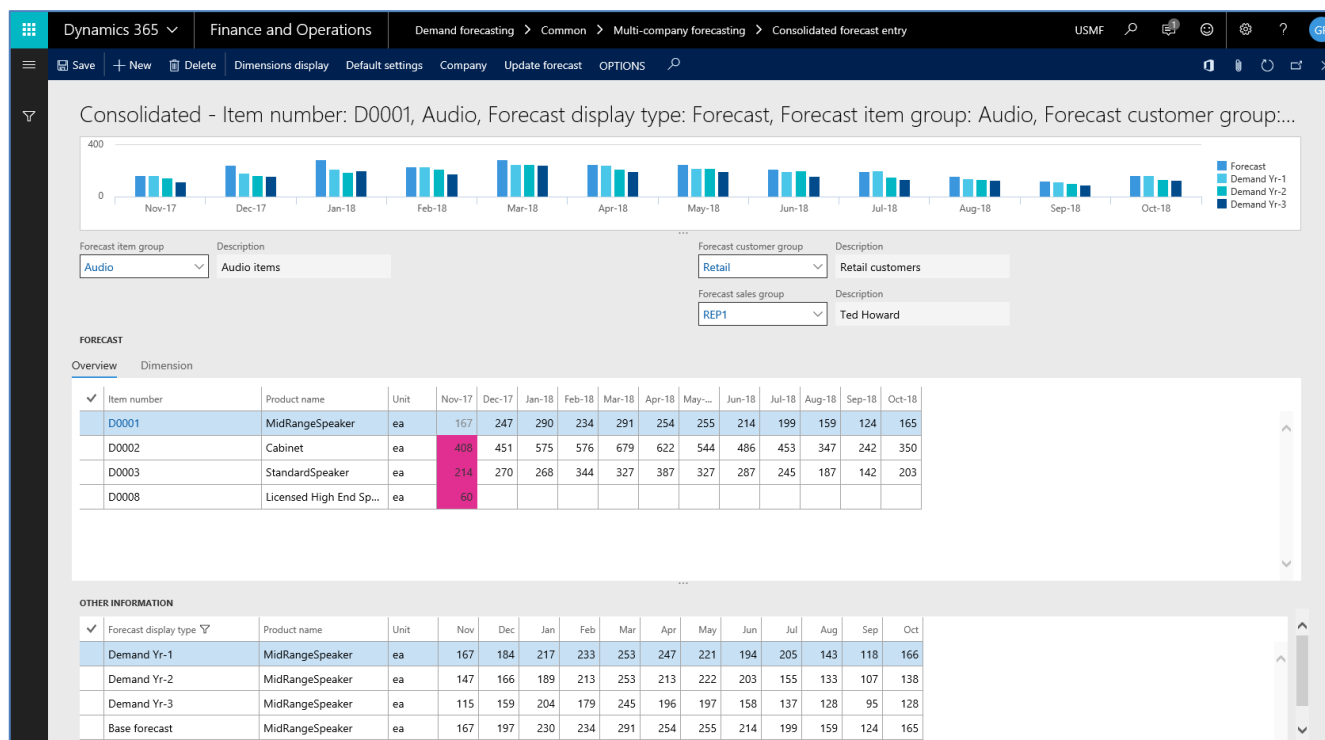 Dynamics 365 Finance and Operations Demand forecasting > Common > Multi-company forecasting > Consolidated forecast entry USMF 1 ?
Save + New Delete Dimensions display Default settings Company Update forecast OPTIONS
Consolidated - Item number: D0001, Audio, Forecast display type: Forecast, Forecast item group: Audio, Forecast customer group:...
400
0
Nov-17 Dec-17 Jan-18 Feb-18 Mar-18 Apr-18 May-18 Jun-18 Jul-18 Aug-18 Sep-18 Oct-18
Forecast
Demand Yr-1
Demand Yr-2
Demand Yr-3
Forecast item group Description Forecast customer group Description
Audio Audio items Retail Retail customers
Forecast sales group Description
REP1 Ted Howard
FORECAST
Overview Dimension
Item number Product name Unit Nov-17 Dec-17 Jan-18 Feb-18 Mar-18 Apr-18 May-... Jun-18 Jul-18 Aug-18 Sep-18 Oct-18
D0001 MidRangeSpeaker ea 167 247 290 234 291 254 255 214 199 159 124 165
D0002 Cabinet ea 408 451 575 576 679 622 544 486 453 347 242 350
D0003 StandardSpeaker ea 214 270 268 344 327 387 327 287 245 187 142 203
D0008 Licensed High End Sp... ea 60
OTHER INFORMATION
Forecast display type Product name Unit Nov Dec Jan Feb Mar Apr May Jun Jul Aug Sep Oct
Demand Yr-1 MidRangeSpeaker ea 167 184 217 233 253 247 221 194 205 143 118 166
Demand Yr-2 MidRangeSpeaker ea 147 166 189 213 253 213 222 203 155 133 107 138
Demand Yr-3 MidRangeSpeaker ea 115 159 204 179 245 196 197 158 137 128 95 128
Base forecast MidRangeSpeaker ea 167 197 230 234 291 254 255 214 199 159 124 165